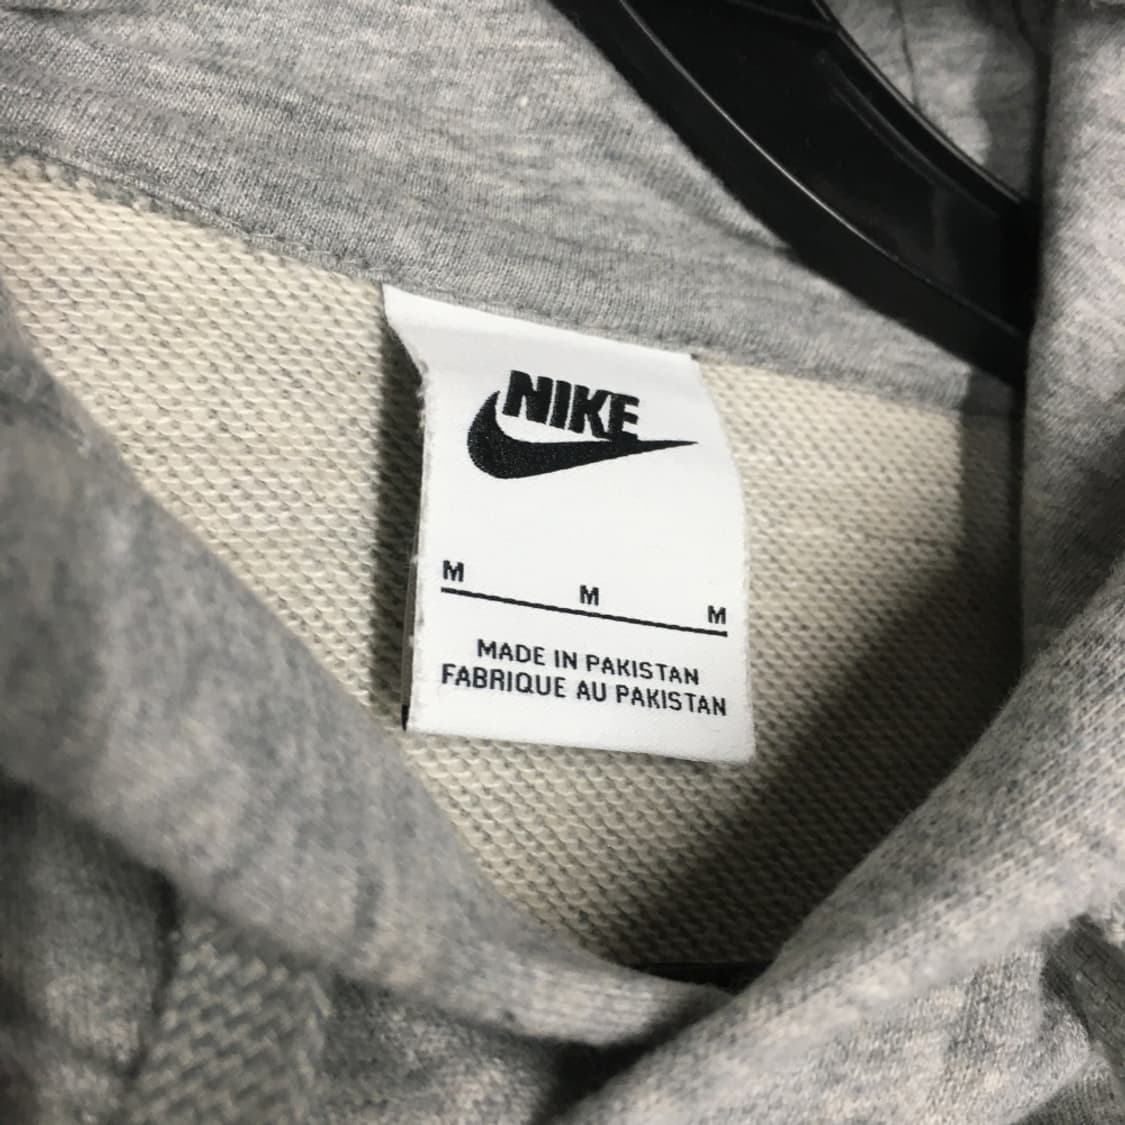 NIKE
M M M
MADE IN PAKISTAN
FABRIQUE AU PAKISTAN